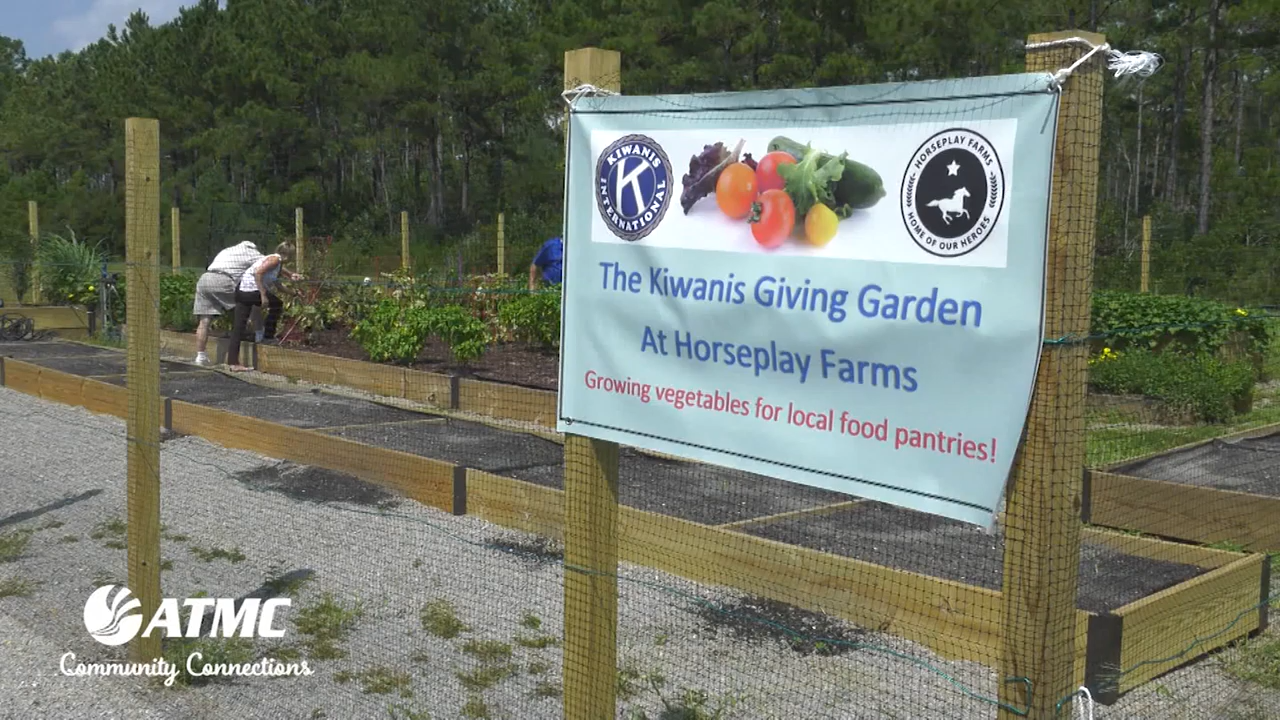 KIWANIS
INTERNATIONAL
K
HORSEPLAY FARMS
HOME OF OUR HEROES
The Kiwanis Giving Garden
At Horseplay Farms
Growing vegetables for local food pantries!
ATMC
Community Connections